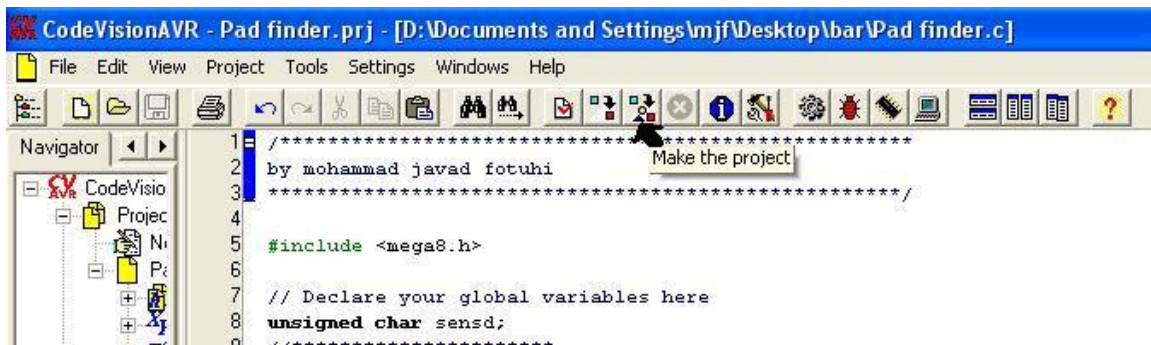 CodeVisionAVR - Pad finder.prj - [D:\Documents and Settings\mjf\Desktop\bar\Pad finder.c]
File Edit View Project Tools Settings Windows Help
Navigator
Make the project
CodeVisio
Projec
1 /*****************************************************
2 by mohammad javad fotuhi
3 *****************************************************/
4
5 #include <mega8.h>
6
7 // Declare your global variables here
8 unsigned char sensd;